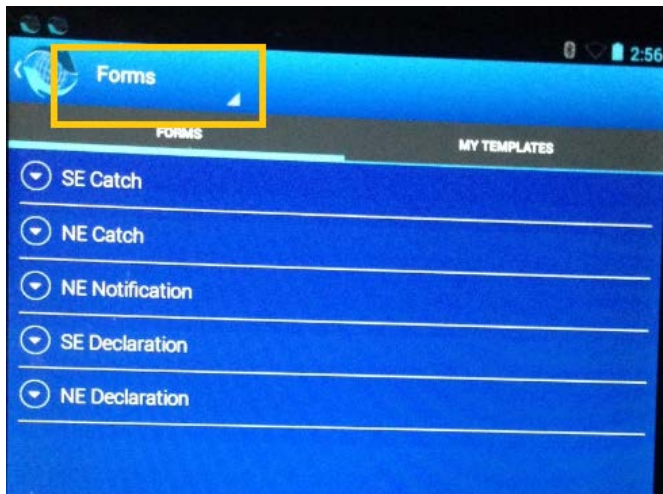 2:56
Forms
FORMS MY TEMPLATES
SE Catch
NE Catch
NE Notification
SE Declaration
NE Declaration